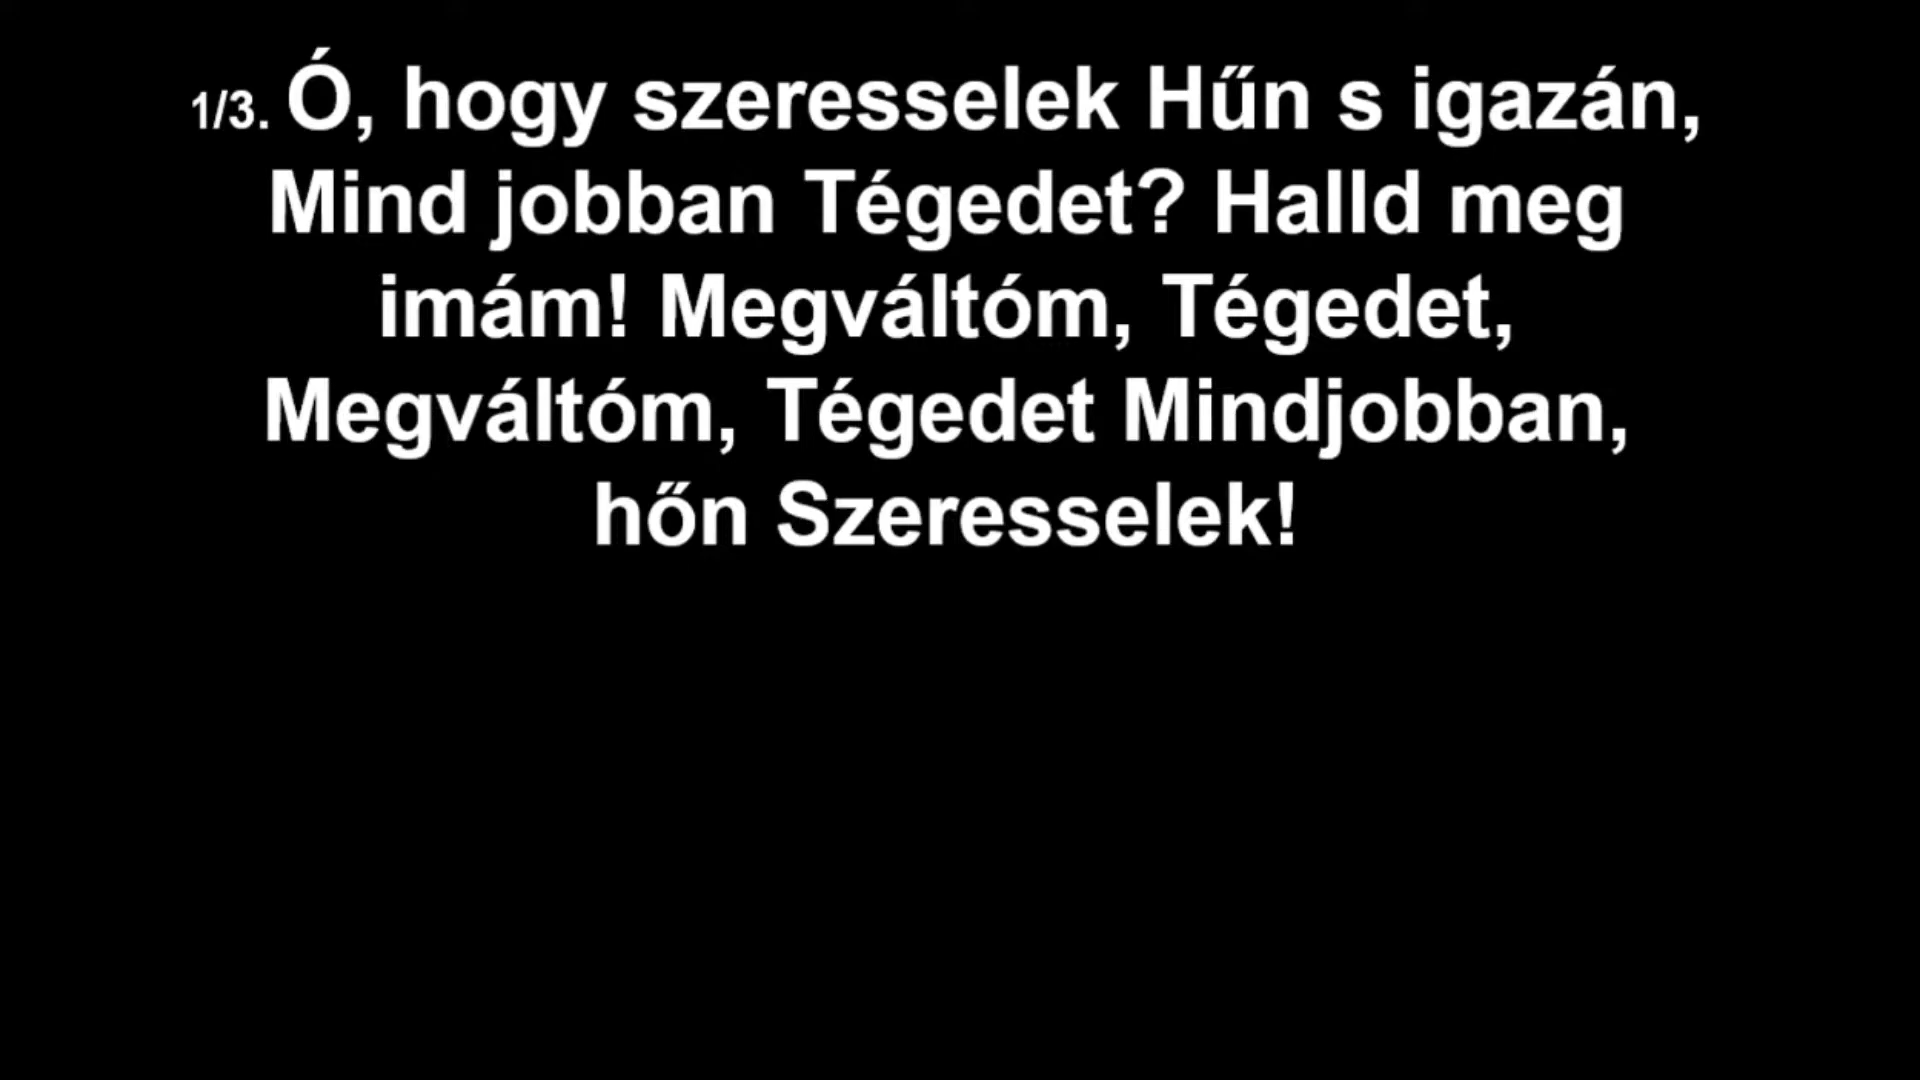 1/3. Ó, hogy szeresselek Hűn s igazán,
Mind jobban Tégedet? Halld meg
imám! Megváltóm, Tégedet,
Megváltóm, Tégedet Mindjobban,
hőn Szeresselek!